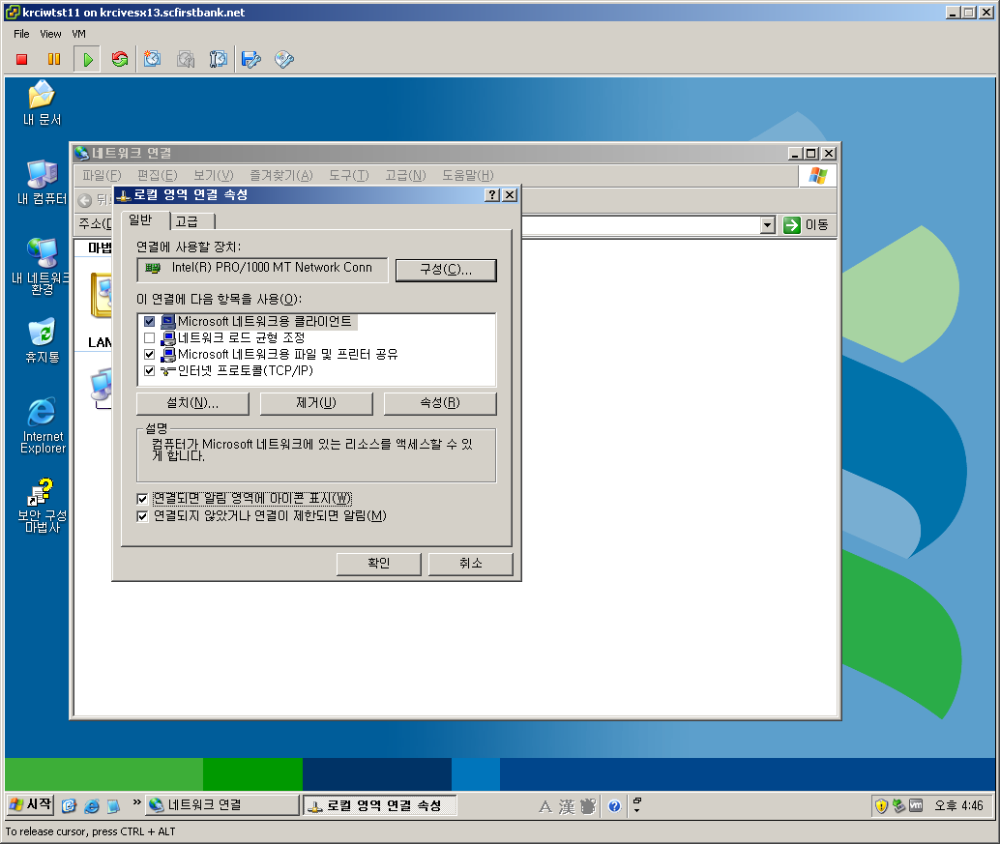 krciwtst11 on krcivesx13.scfirstbank.net
File View VM
내 문서
내 컴퓨터
내 네트워크
환경
휴지통
Internet
Explorer
보안 구성
마법사
네트워크 연결
파일(F) 편집(E) 보기(V) 즐겨찾기(A) 도구(T) 고급(N) 도움말(H)
뒤로
주소(D
이동
마법
LAN
로컬 영역 연결 속성
일반 고급
연결에 사용할 장치:
Intel(R) PRO/1000 MT Network Conn
구성(C)...
이 연결에 다음 항목을 사용(O):
Microsoft 네트워크용 클라이언트
네트워크 로드 균형 조정
Microsoft 네트워크용 파일 및 프린터 공유
인터넷 프로토콜(TCP/IP)
설치(N)... 제거(U) 속성(R)
설명
컴퓨터가 Microsoft 네트워크에 있는 리소스를 액세스할 수 있
게 합니다.
연결되면 알림 영역에 아이콘 표시(W)
연결되지 않았거나 연결이 제한되면 알림(M)
확인 취소
시작 » 네트워크 연결 로컬 영역 연결 속성 A 漢 오후 4:46
To release cursor, press CTRL + ALT